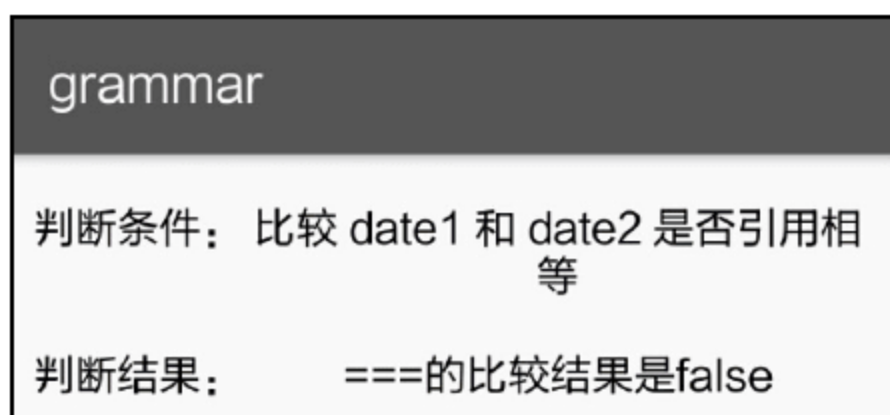 grammar
判断条件： 比较 date1 和 date2 是否引用相
等
判断结果： ===的比较结果是false